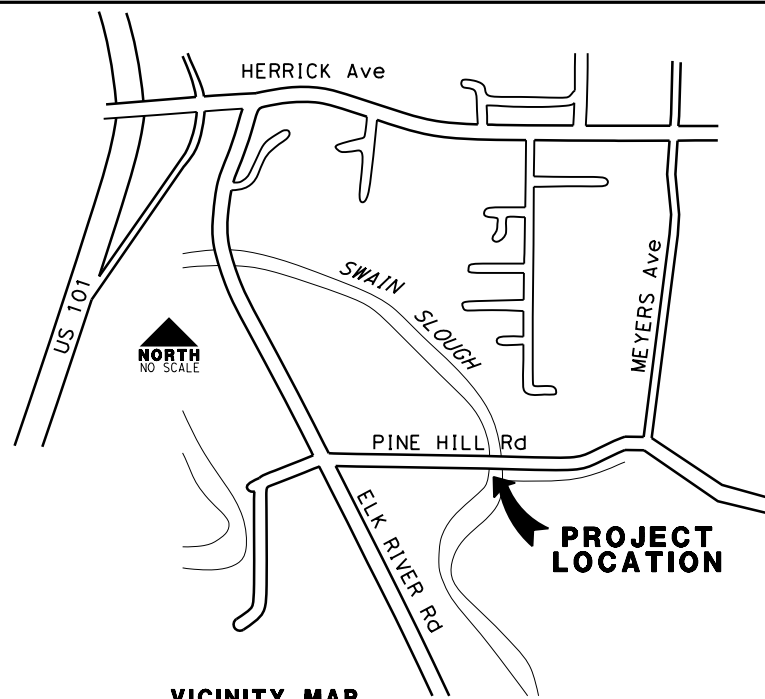 HERRICK Ave
SWAIN SLOUGH
MEYERS Ave
US 101
NORTH
NO SCALE
PINE HILL Rd
ELK RIVER Rd
PROJECT
LOCATION
VICINITY MAP